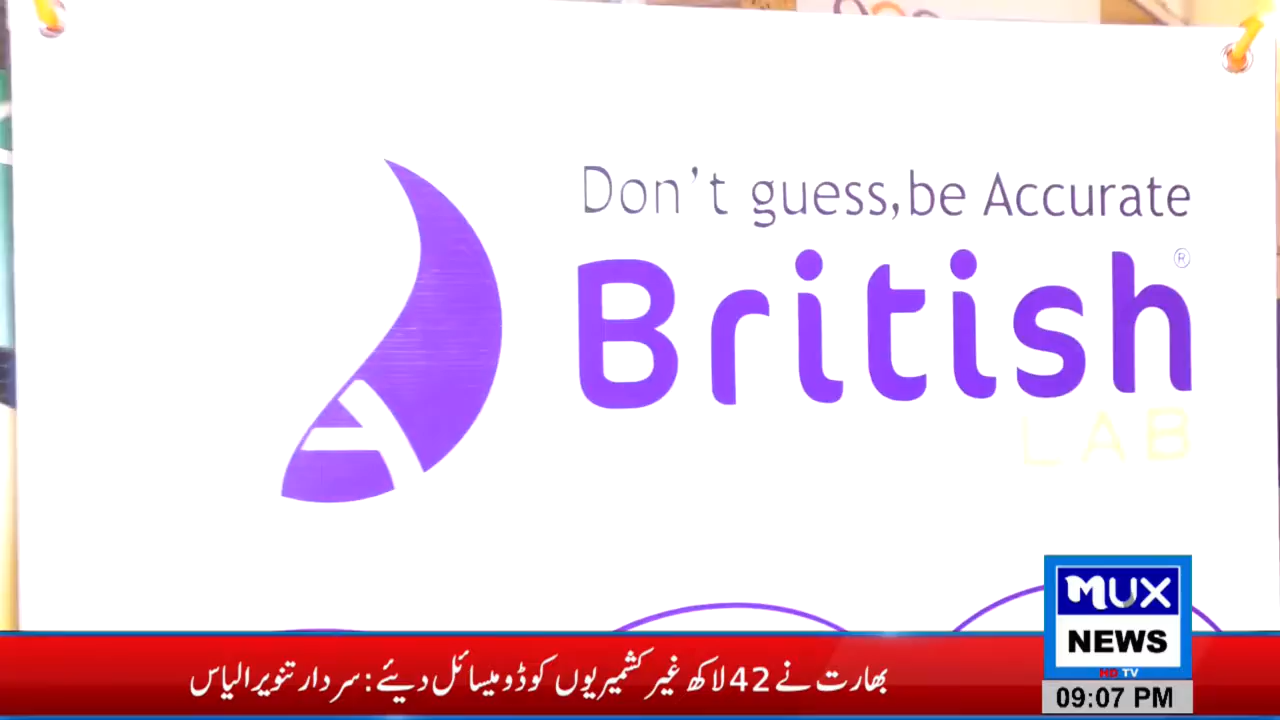 Don't guess,be Accurate
British®
LAB
MUX
NEWS
HD TV
بھارت نے 42 لاکھ غیر کشمیریوں کو ڈومیسائل دیئے: سردار تنویر الیاس
09:07 PM